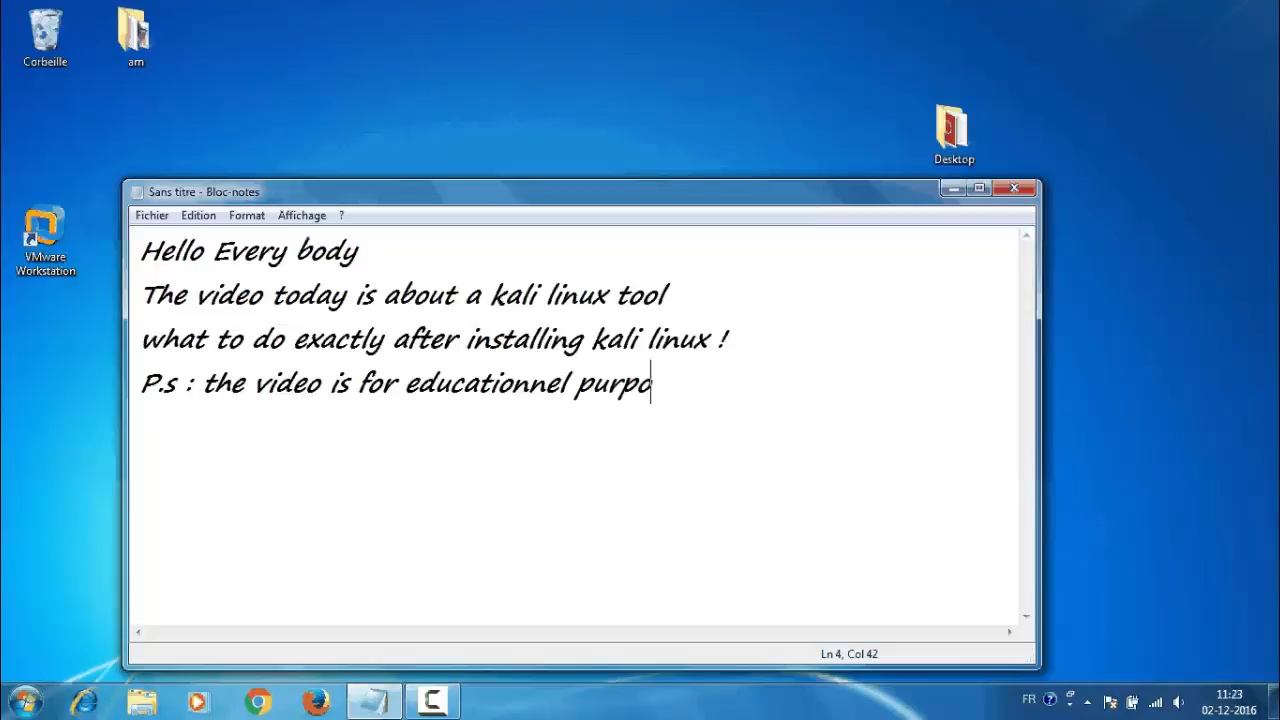 Corbeille
am
Desktop
VMware
Workstation
Sans titre - Bloc-notes
Fichier Edition Format Affichage ?
Hello Every body
The video today is about a kali linux tool
what to do exactly after installing kali linux !
P.s : the video is for educationnel purpo
Ln 4, Col 42
FR
11:23
02-12-2016